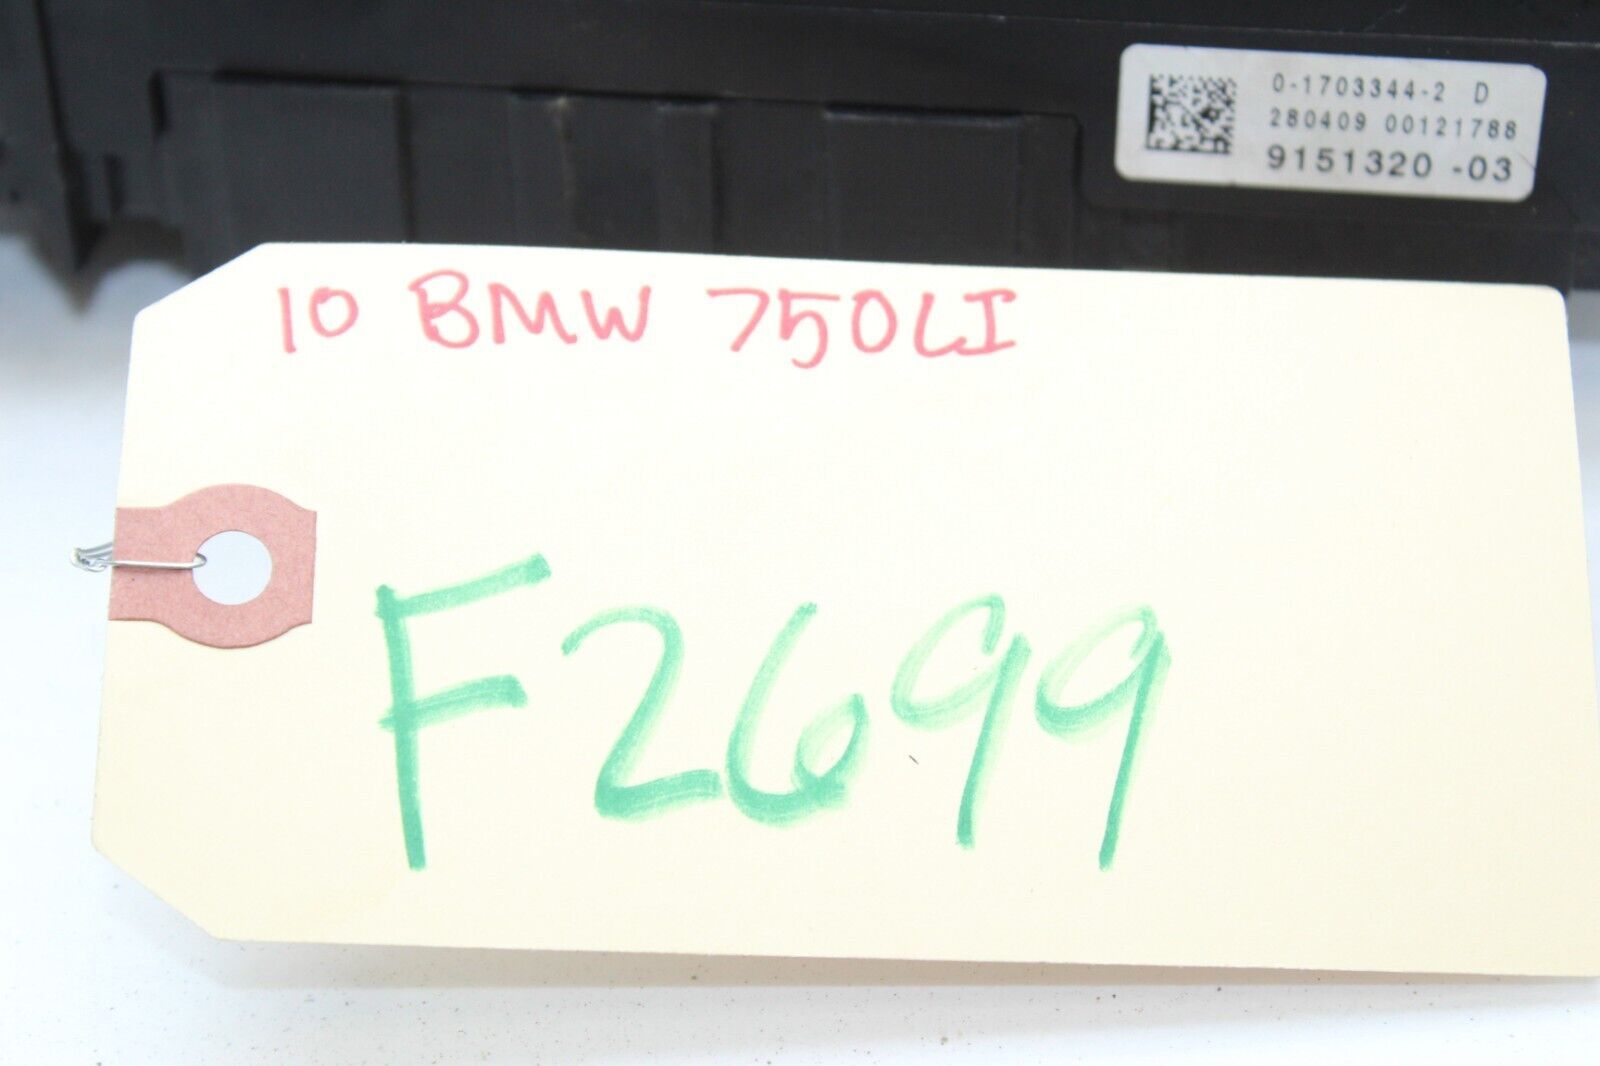 0-1703344-2 D
280409 00121788
9151320 -03
10 BMW 750LI
F2699